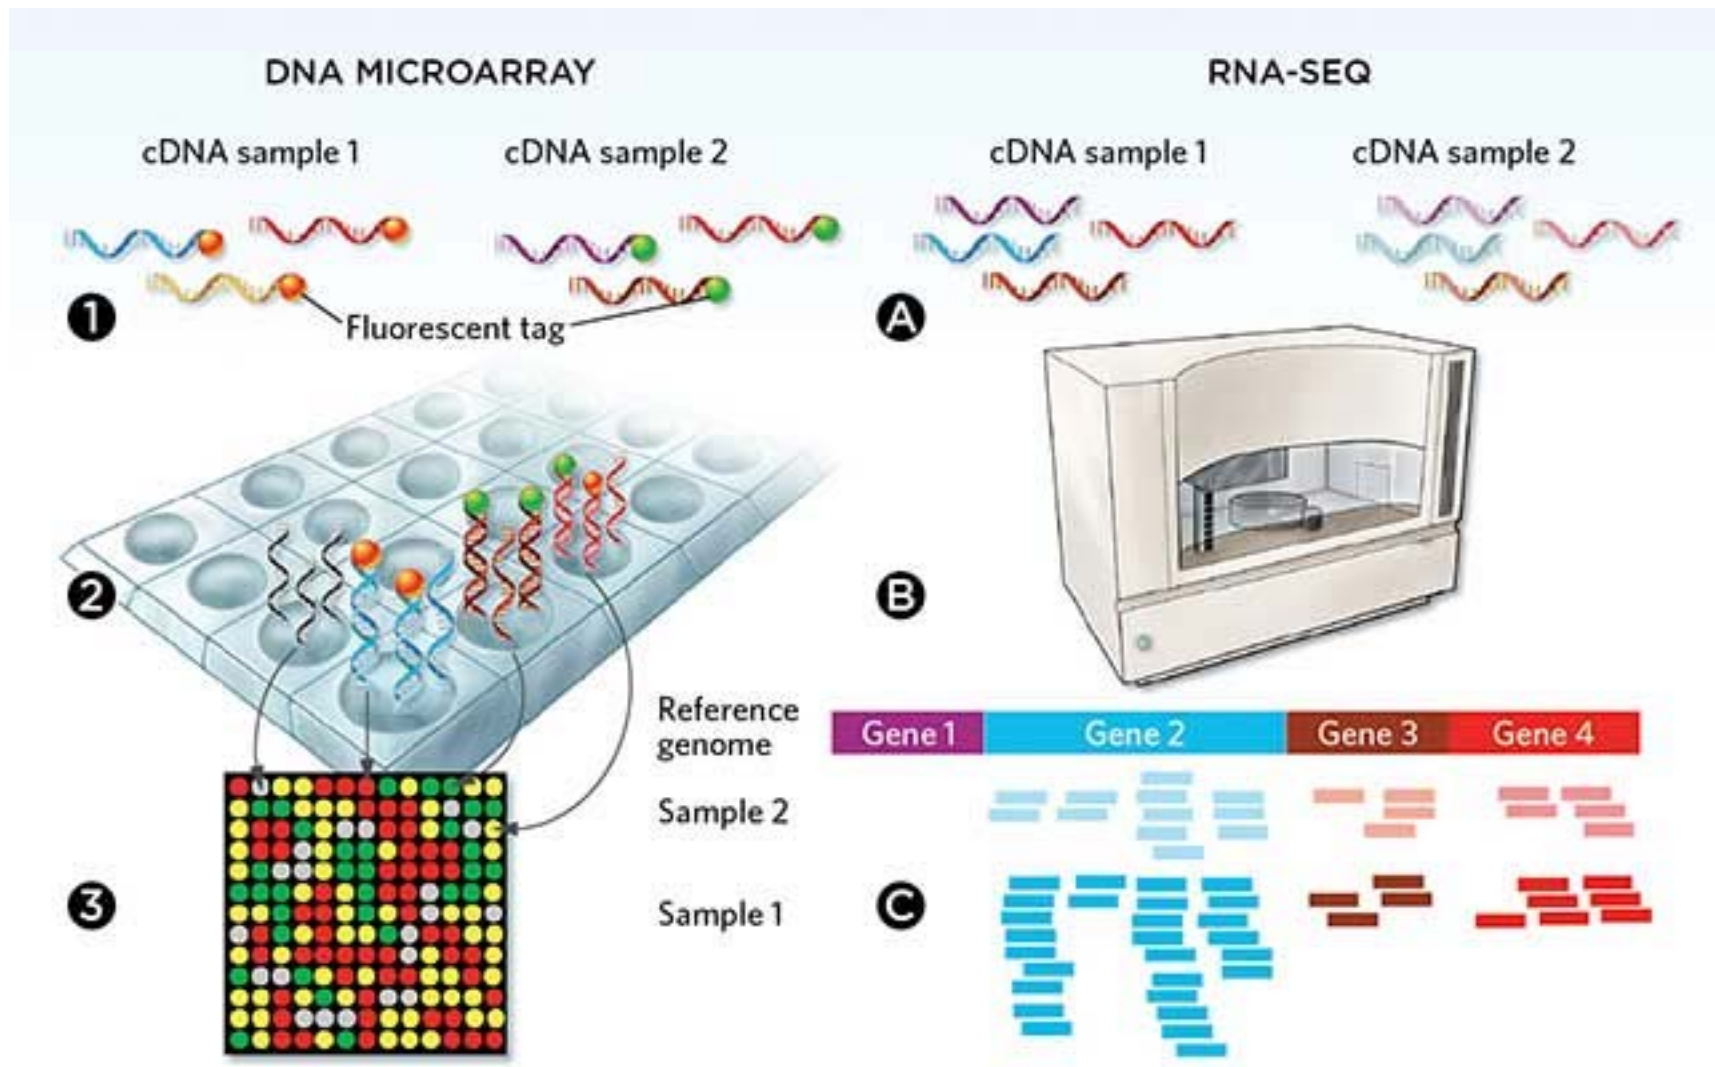 DNA MICROARRAY
cDNA sample 1
cDNA sample 2
Fluorescent tag
1
2
3
RNA-SEQ
cDNA sample 1
cDNA sample 2
A
B
Reference
genome
Gene 1
Gene 2
Gene 3
Gene 4
Sample 2
Sample 1
C